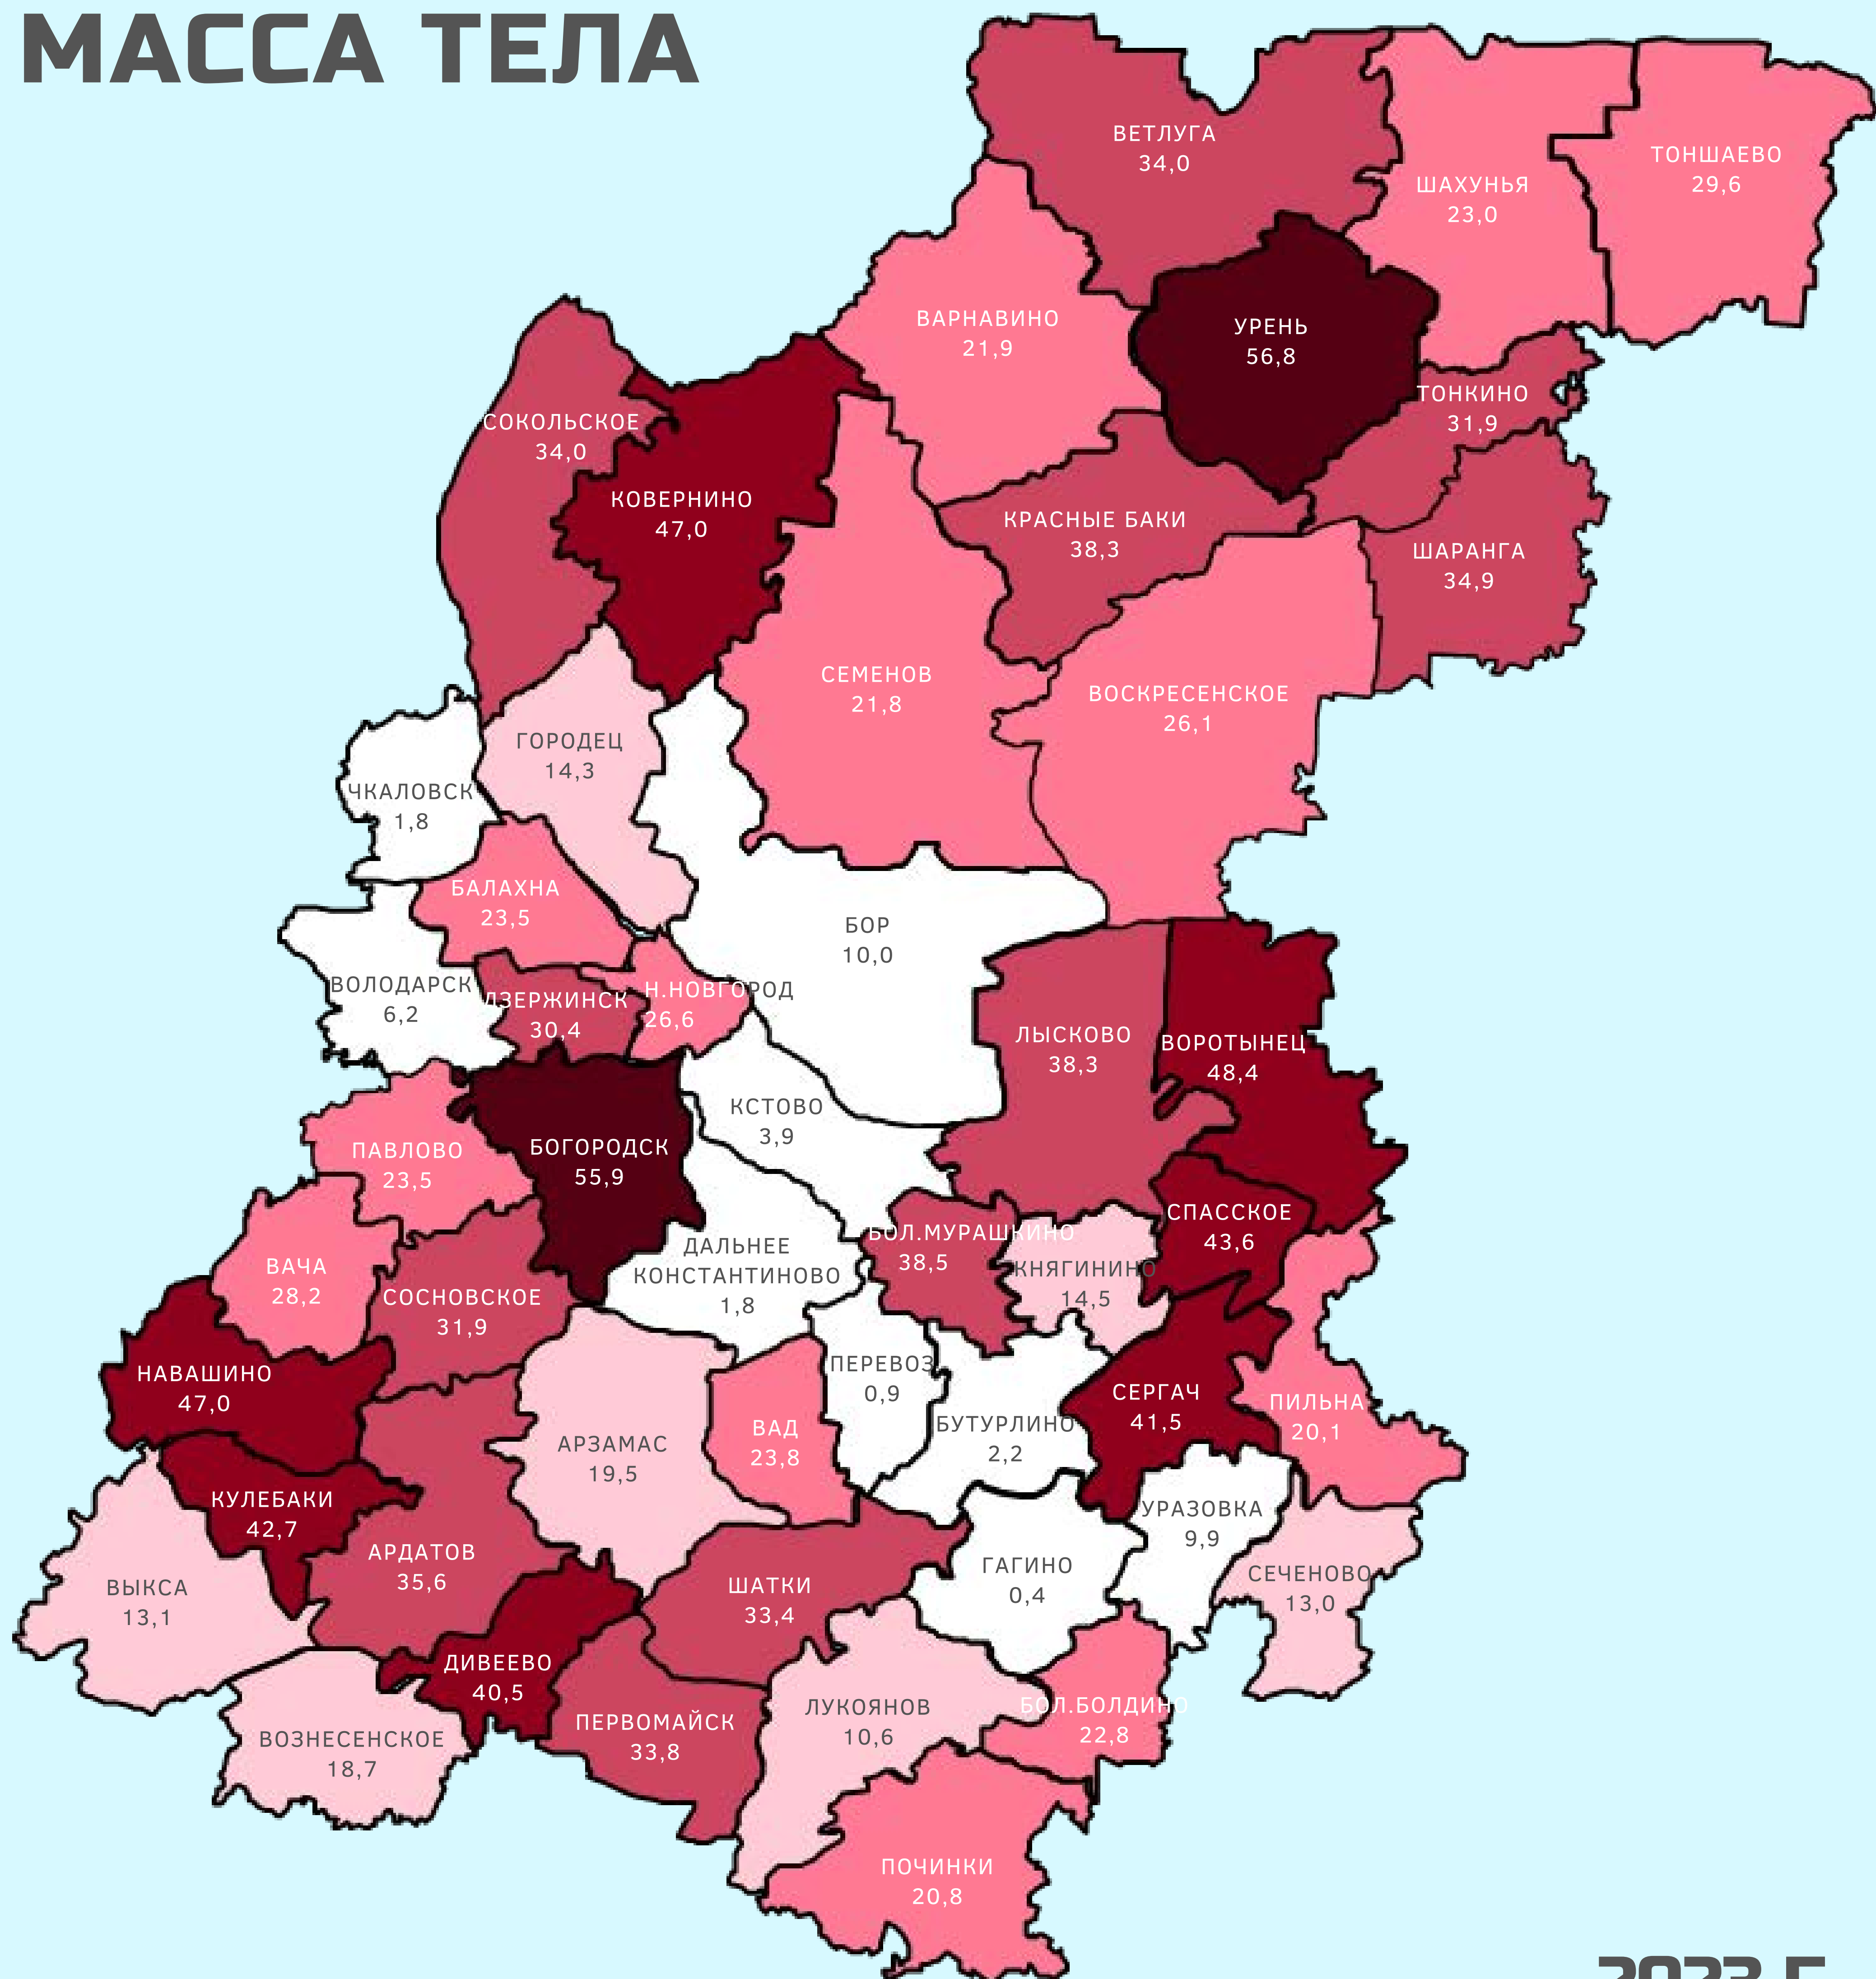 МАССА ТЕЛА
ВЕТЛУГА
34,0
ШАХУНЬЯ
23,0
ТОНШАЕВО
29,6
ВАРНАВИНО
21,9
УРЕНЬ
56,8
ТОНКИНО
31,9
СОКОЛЬСКОЕ
34,0
КОВЕРНИНО
47,0
КРАСНЫЕ БАКИ
38,3
ШАРАНГА
34,9
СЕМЕНОВ
21,8
ВОСКРЕСЕНСКОЕ
26,1
ГОРОДЕЦ
14,3
ЧКАЛОВСК
1,8
БАЛАХНА
23,5
БОР
10,0
ВОЛОДАРСК
6,2
ДЗЕРЖИНСК
30,4
Н.НОВГОРОД
26,6
ЛЫСКОВО
38,3
ВОРОТЫНЕЦ
48,4
КСТОВО
3,9
ПАВЛОВО
23,5
БОГОРОДСК
55,9
СПАССКОЕ
43,6
БОЛ.МУРАШКИНО
38,5
КНЯГИНИНО
14,5
ДАЛЬНЕЕ
КОНСТАНТИНОВО
1,8
ВАЧА
28,2
СОСНОВСКОЕ
31,9
НАВАШИНО
47,0
ПЕРЕВОЗ
0,9
СЕРГАЧ
41,5
ПИЛЬНА
20,1
БУТУРЛИНО
2,2
АРЗАМАС
19,5
ВАД
23,8
КУЛЕБАКИ
42,7
УРАЗОВКА
9,9
АРДАТОВ
35,6
ГАГИНО
0,4
СЕЧЕНОВО
13,0
ВЫКСА
13,1
ШАТКИ
33,4
ДИВЕЕВО
40,5
ЛУКОЯНОВ
10,6
БОЛ.БОЛДИНО
22,8
ПЕРВОМАЙСК
33,8
ВОЗНЕСЕНСКОЕ
18,7
ПОЧИНКИ
20,8